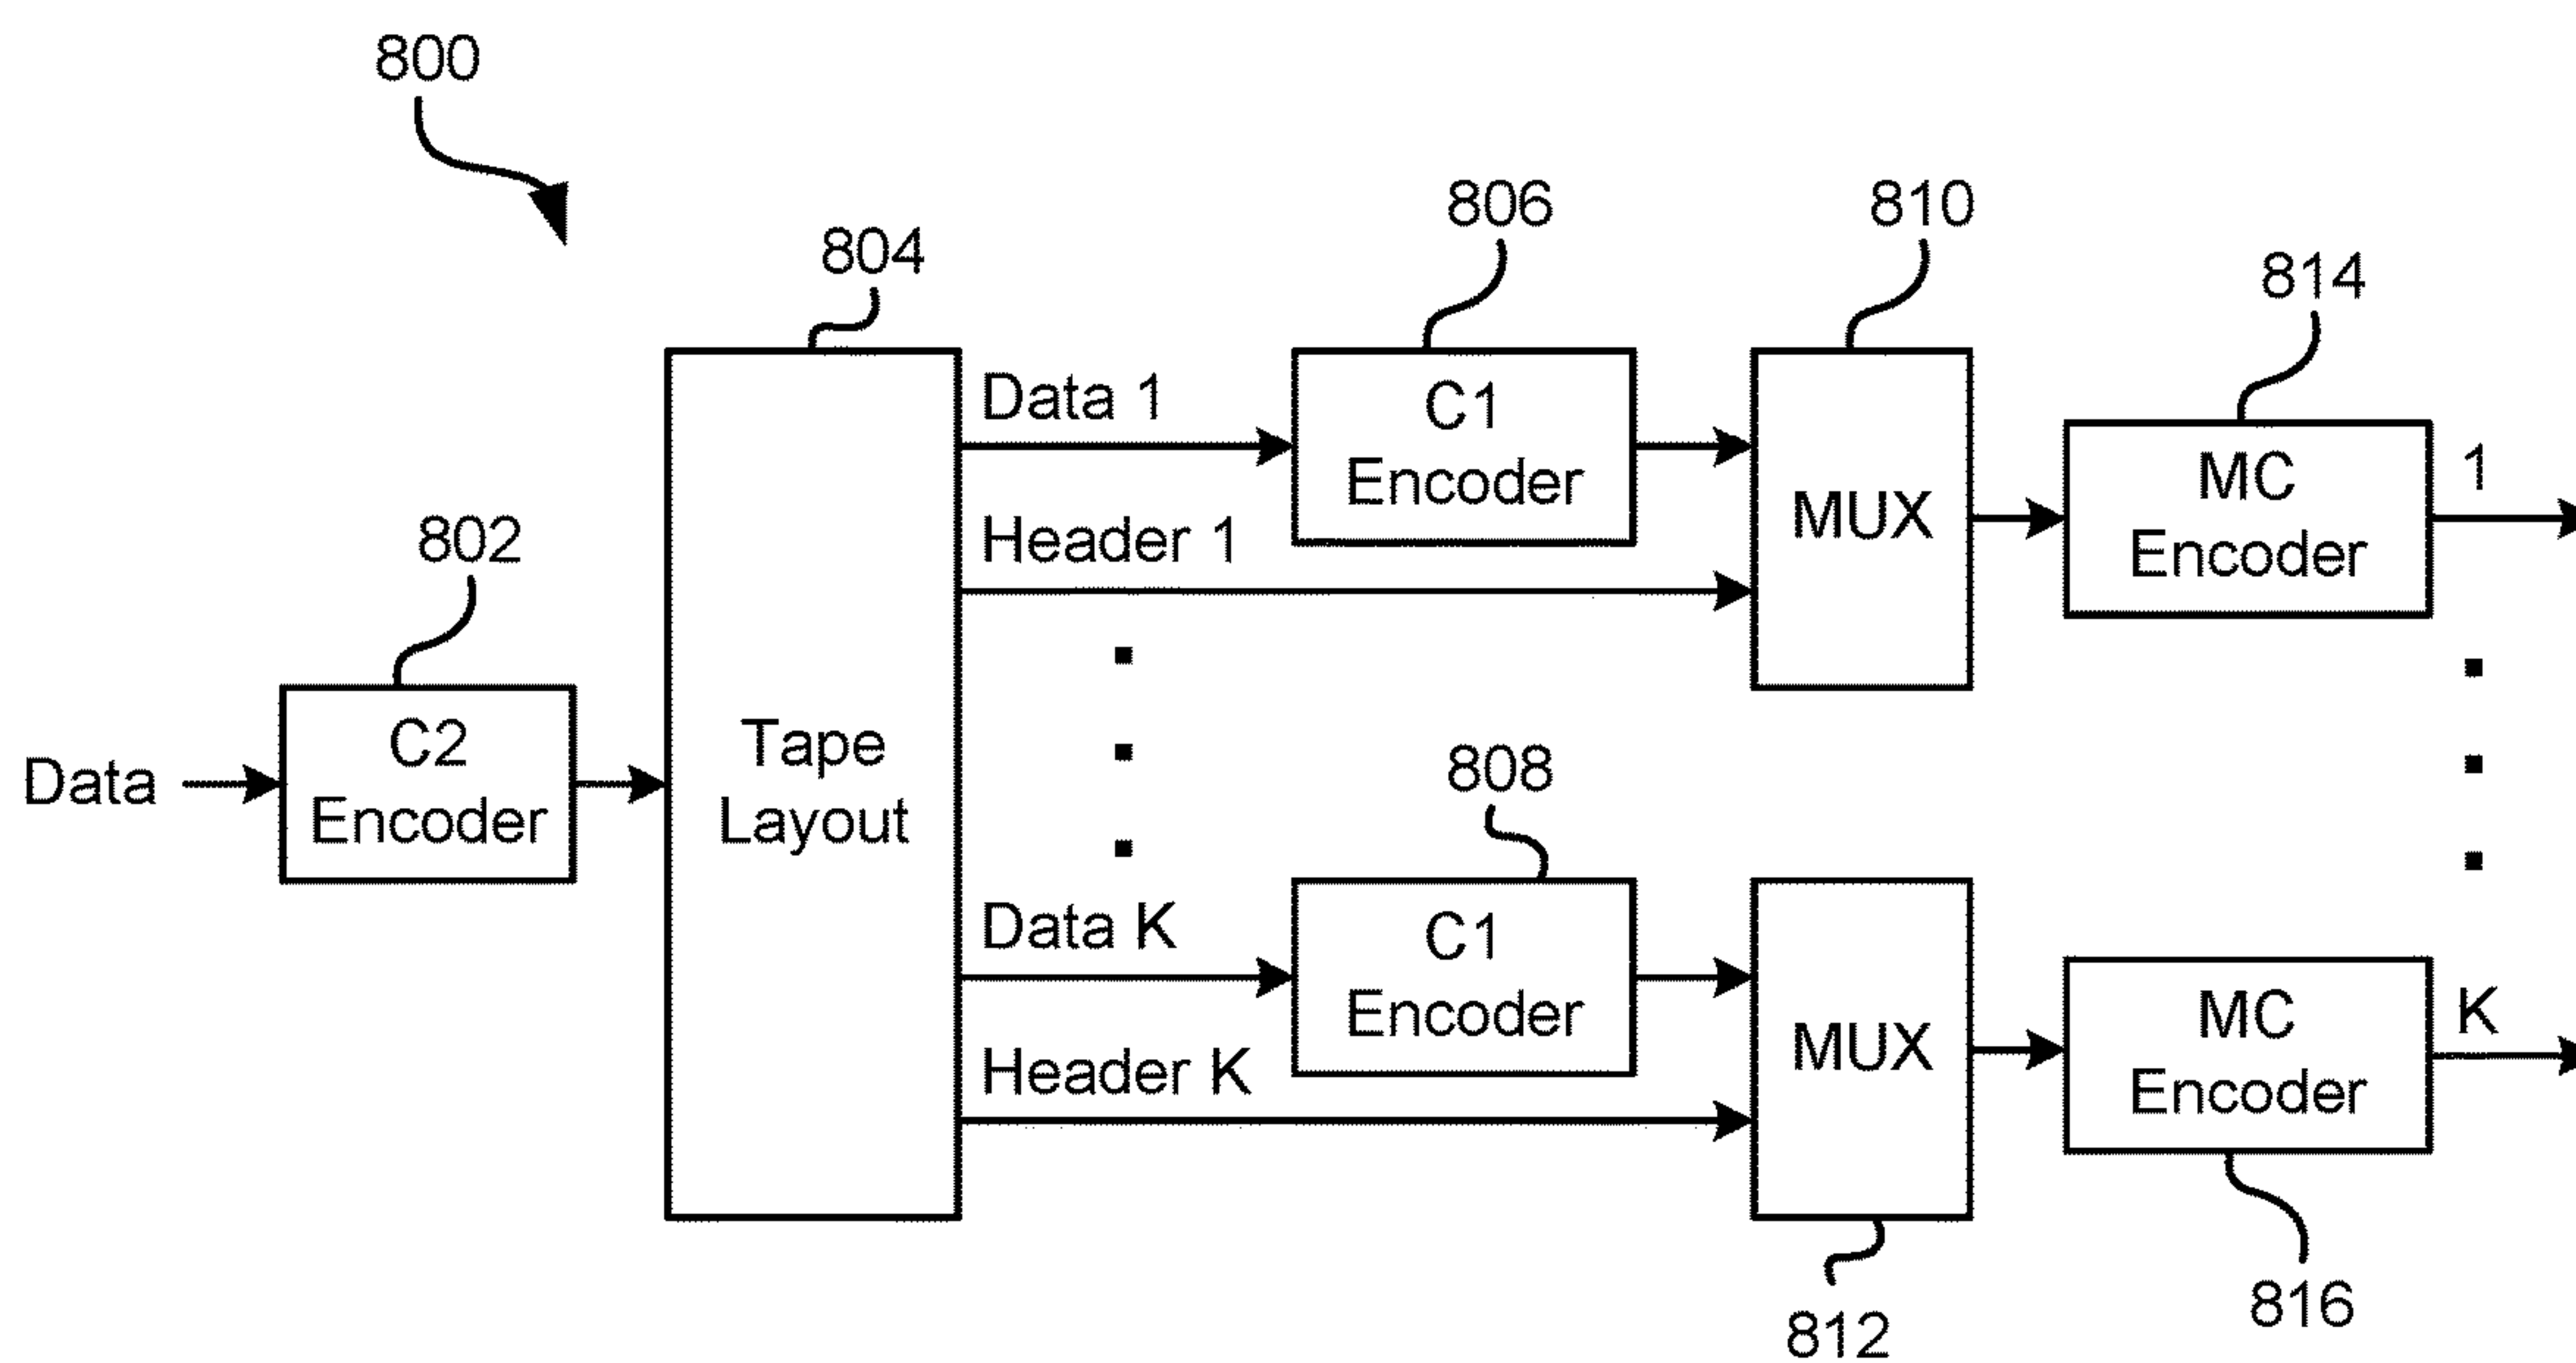 800
804
806
810
814
802
Data 1
C1
Encoder
Header 1
MUX
MC
Encoder
1
Data
C2
Encoder
Tape
Layout
808
Data K
C1
Encoder
Header K
MUX
MC
Encoder
K
812
816